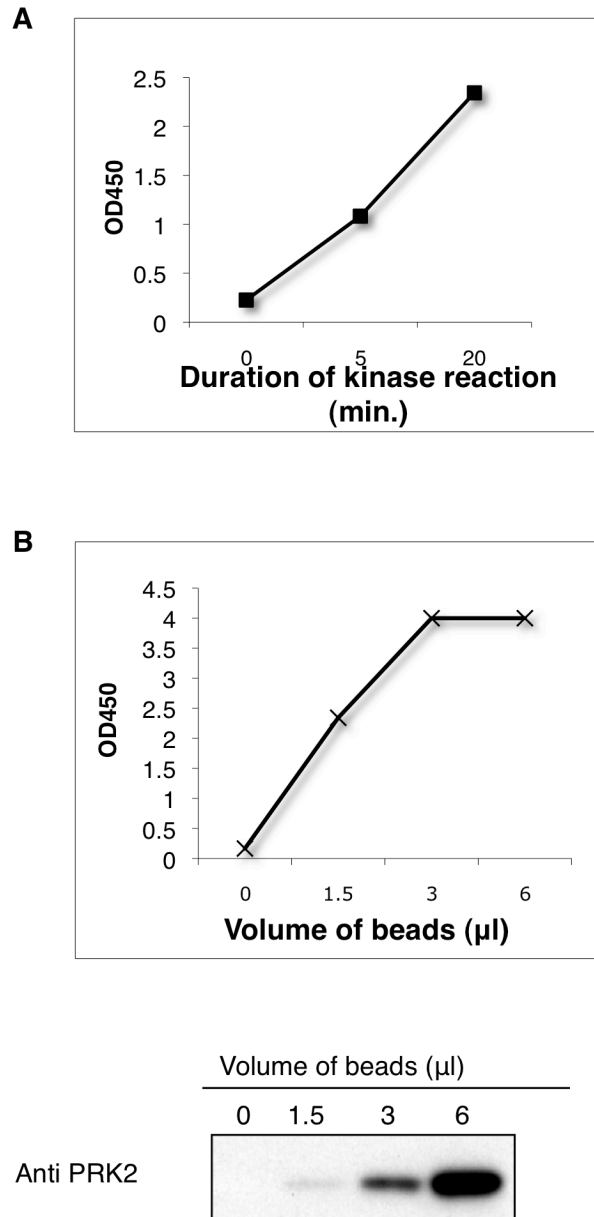 A
2.5
2
1.5
1
0.5
0
OD450
0 5 20
Duration of kinase reaction
(min.)
B
4.5
4
3.5
3
2.5
2
1.5
1
0.5
0
OD450
0 1.5 3 6
Volume of beads (µl)
Volume of beads (µl)
0 1.5 3 6
Anti PRK2